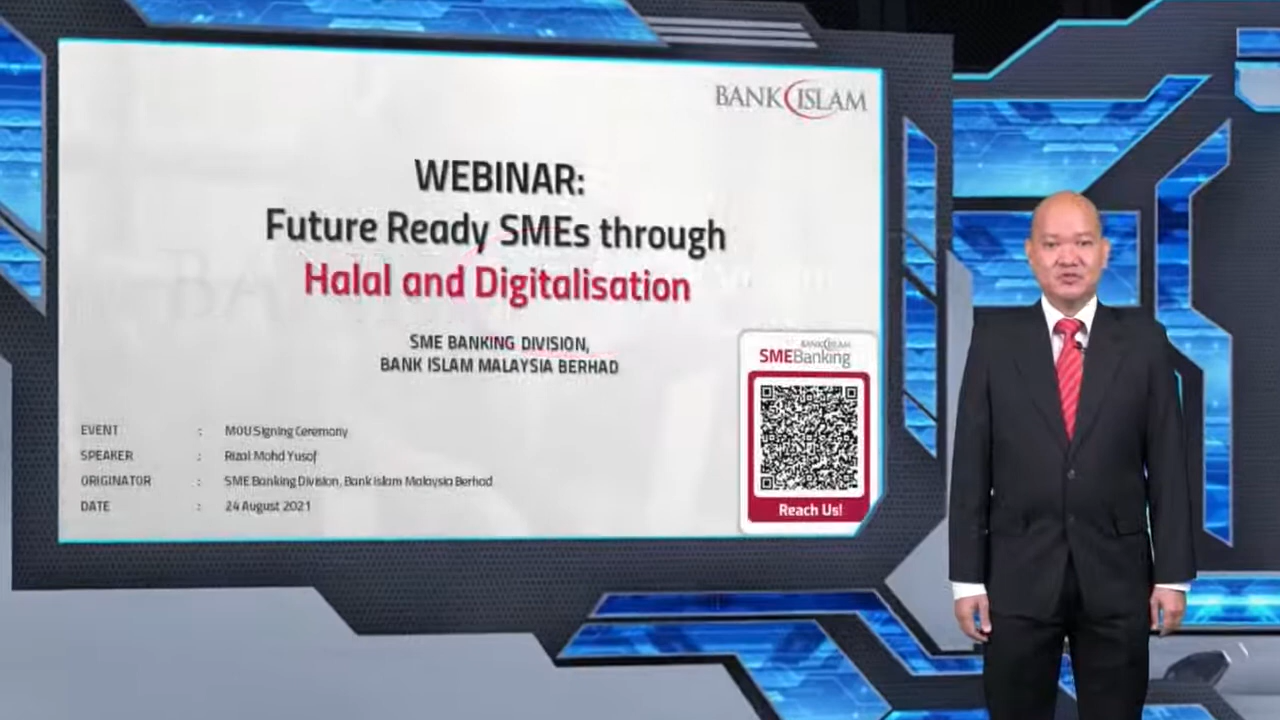 BANK ISLAM
WEBINAR:
Future Ready SMEs through
Halal and Digitalisation
SME BANKING DIVISION,
BANK ISLAM MALAYSIA BERHAD
BANK ISLAM
SMEBanking
EVENT : MOU Signing Ceremony
SPEAKER : Rizal Mohd Yusof
ORIGINATOR : SME Banking Division, Bank Islam Malaysia Berhad
DATE : 24 August 2021
Reach Us!